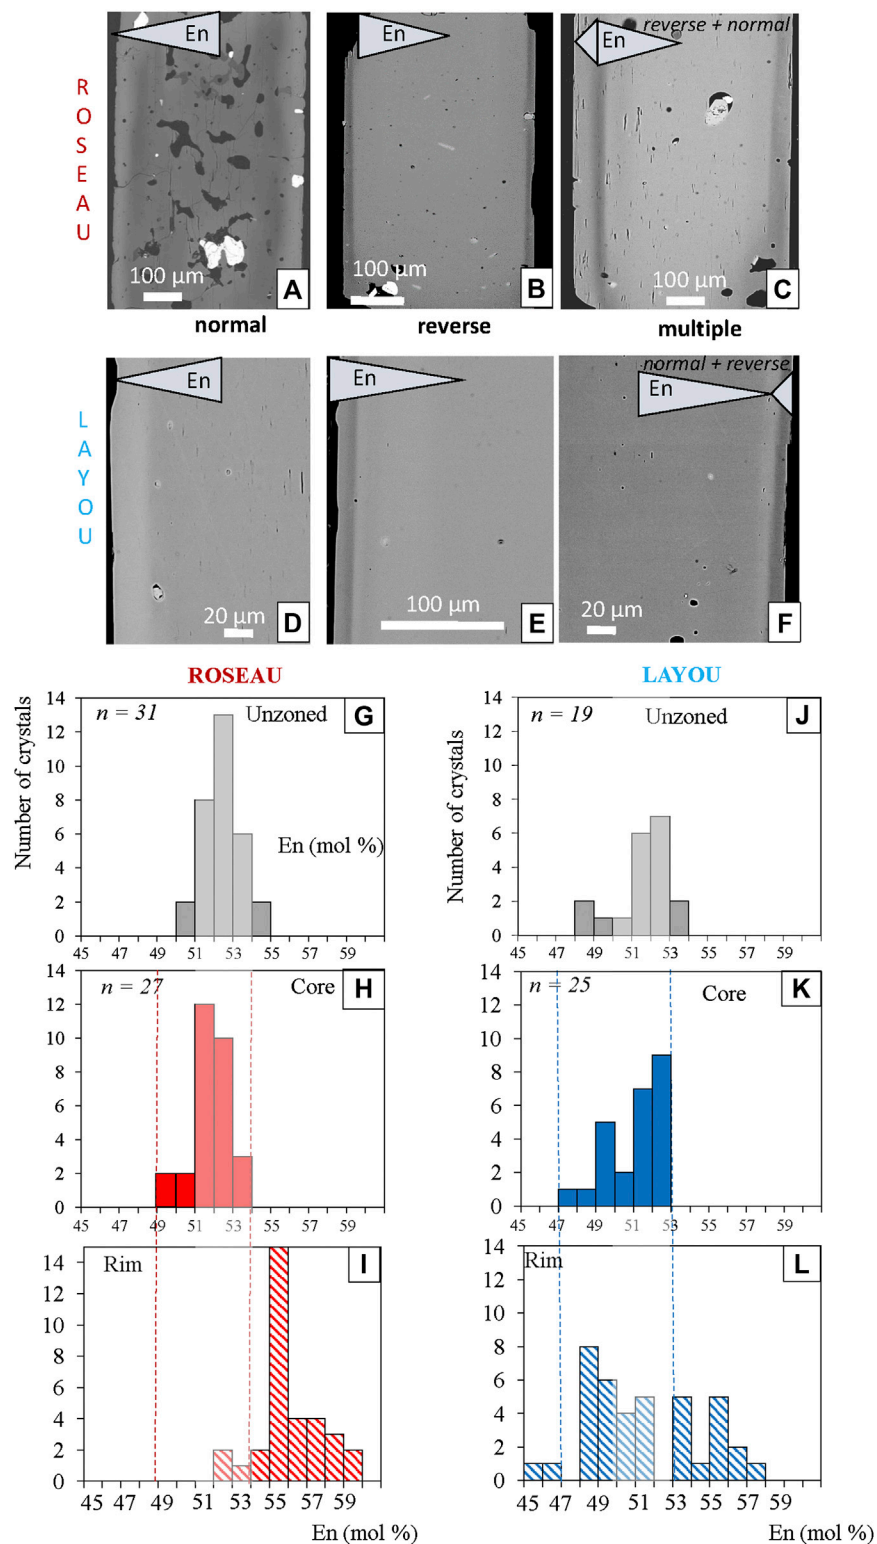 En
En
reverse + normal
En
ROSEAU
100 µm
A
100 µm
B
100 µm
C
normal
reverse
multiple
En
En
normal + reverse
En
LAYOU
20 µm
D
100 µm
E
20 µm
F
ROSEAU
LAYOU
Number of crystals
14
12
10
8
6
4
2
0
n = 31
Unzoned
G
En (mol %)
45 47 49 51 53 55 57 59
Number of crystals
14
12
10
8
6
4
2
0
n = 19
Unzoned
J
45 47 49 51 53 55 57 59
14
12
10
8
6
4
2
0
n = 27
Core
H
45 47 49 51 53 55 57 59
14
12
10
8
6
4
2
0
n = 25
Core
K
45 47 49 51 53 55 57 59
14
12
10
8
6
4
2
0
Rim
I
45 47 49 51 53 55 57 59
En (mol %)
14
12
10
8
6
4
2
0
Rim
L
45 47 49 51 53 55 57 59
En (mol %)